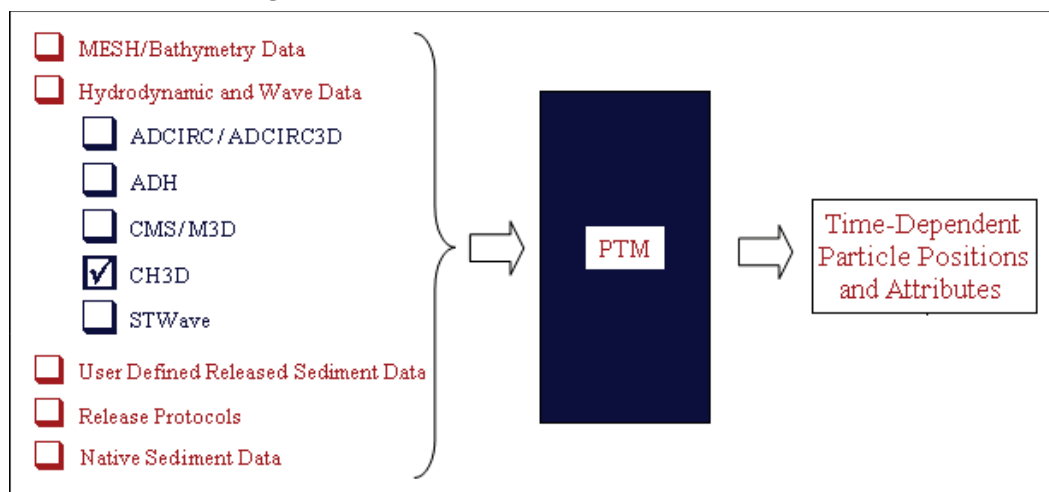 MESH/Bathymetry Data
Hydrodynamic and Wave Data
ADCIRC/ADCIRC3D
ADH
CMS/M3D
CH3D
STWave
User Defined Released Sediment Data
Release Protocols
Native Sediment Data
PTM
Time-Dependent
Particle Positions
and Attributes